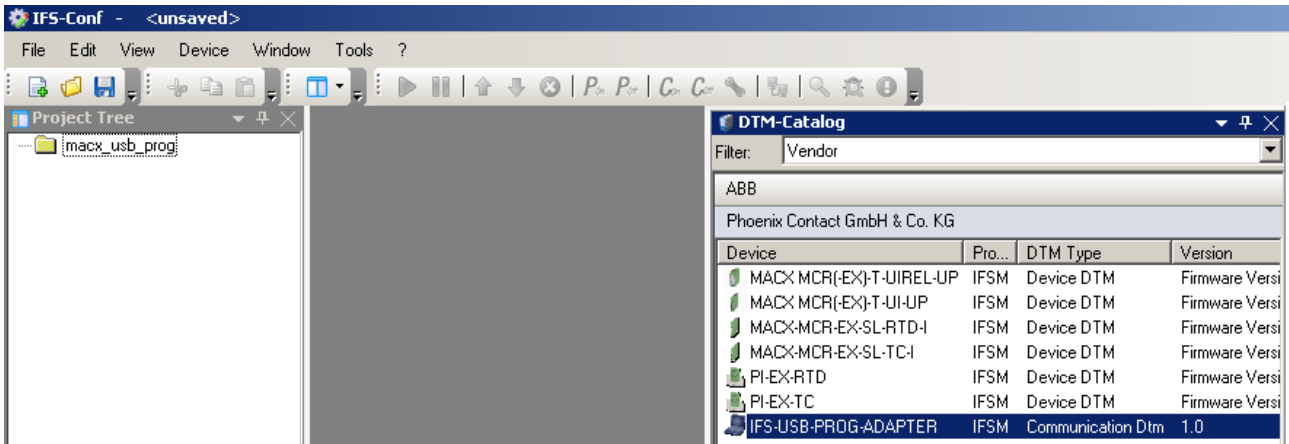 IFS-Conf - <unsaved>
File Edit View Device Window Tools ?
Project Tree
macx_usb_prog
DTM-Catalog
Filter: Vendor
ABB
Phoenix Contact GmbH & Co. KG
Device Pro... DTM Type Version
MACX MCR(-EX)-T-UIREL-UP IFSM Device DTM Firmware Versi
MACX MCR(-EX)-T-UI-UP IFSM Device DTM Firmware Versi
MACX-MCR-EX-SL-RTD-I IFSM Device DTM Firmware Versi
MACX-MCR-EX-SL-TC-I IFSM Device DTM Firmware Versi
PI-EX-RTD IFSM Device DTM Firmware Versi
PI-EX-TC IFSM Device DTM Firmware Versi
IFS-USB-PROG-ADAPTER IFSM Communication Dtm 1.0